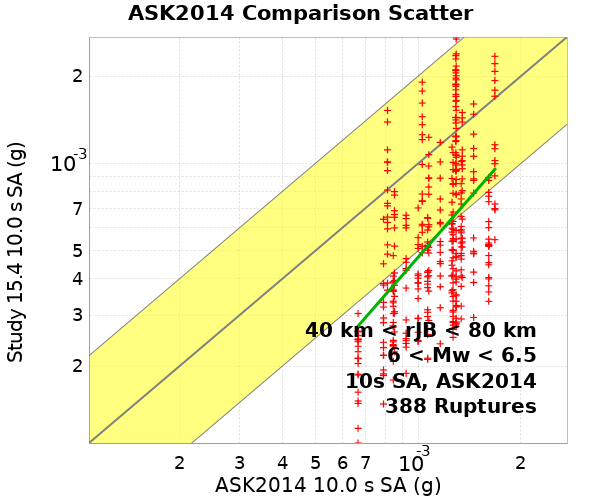 ASK2014 Comparison Scatter
Study 15.4 10.0 s SA (g)
2
10-3
7
5
4
3
2
40 km < rJB < 80 km
6 < Mw < 6.5
10s SA, ASK2014
388 Ruptures
2 3 4 5 6 7 10-3 2
ASK2014 10.0 s SA (g)